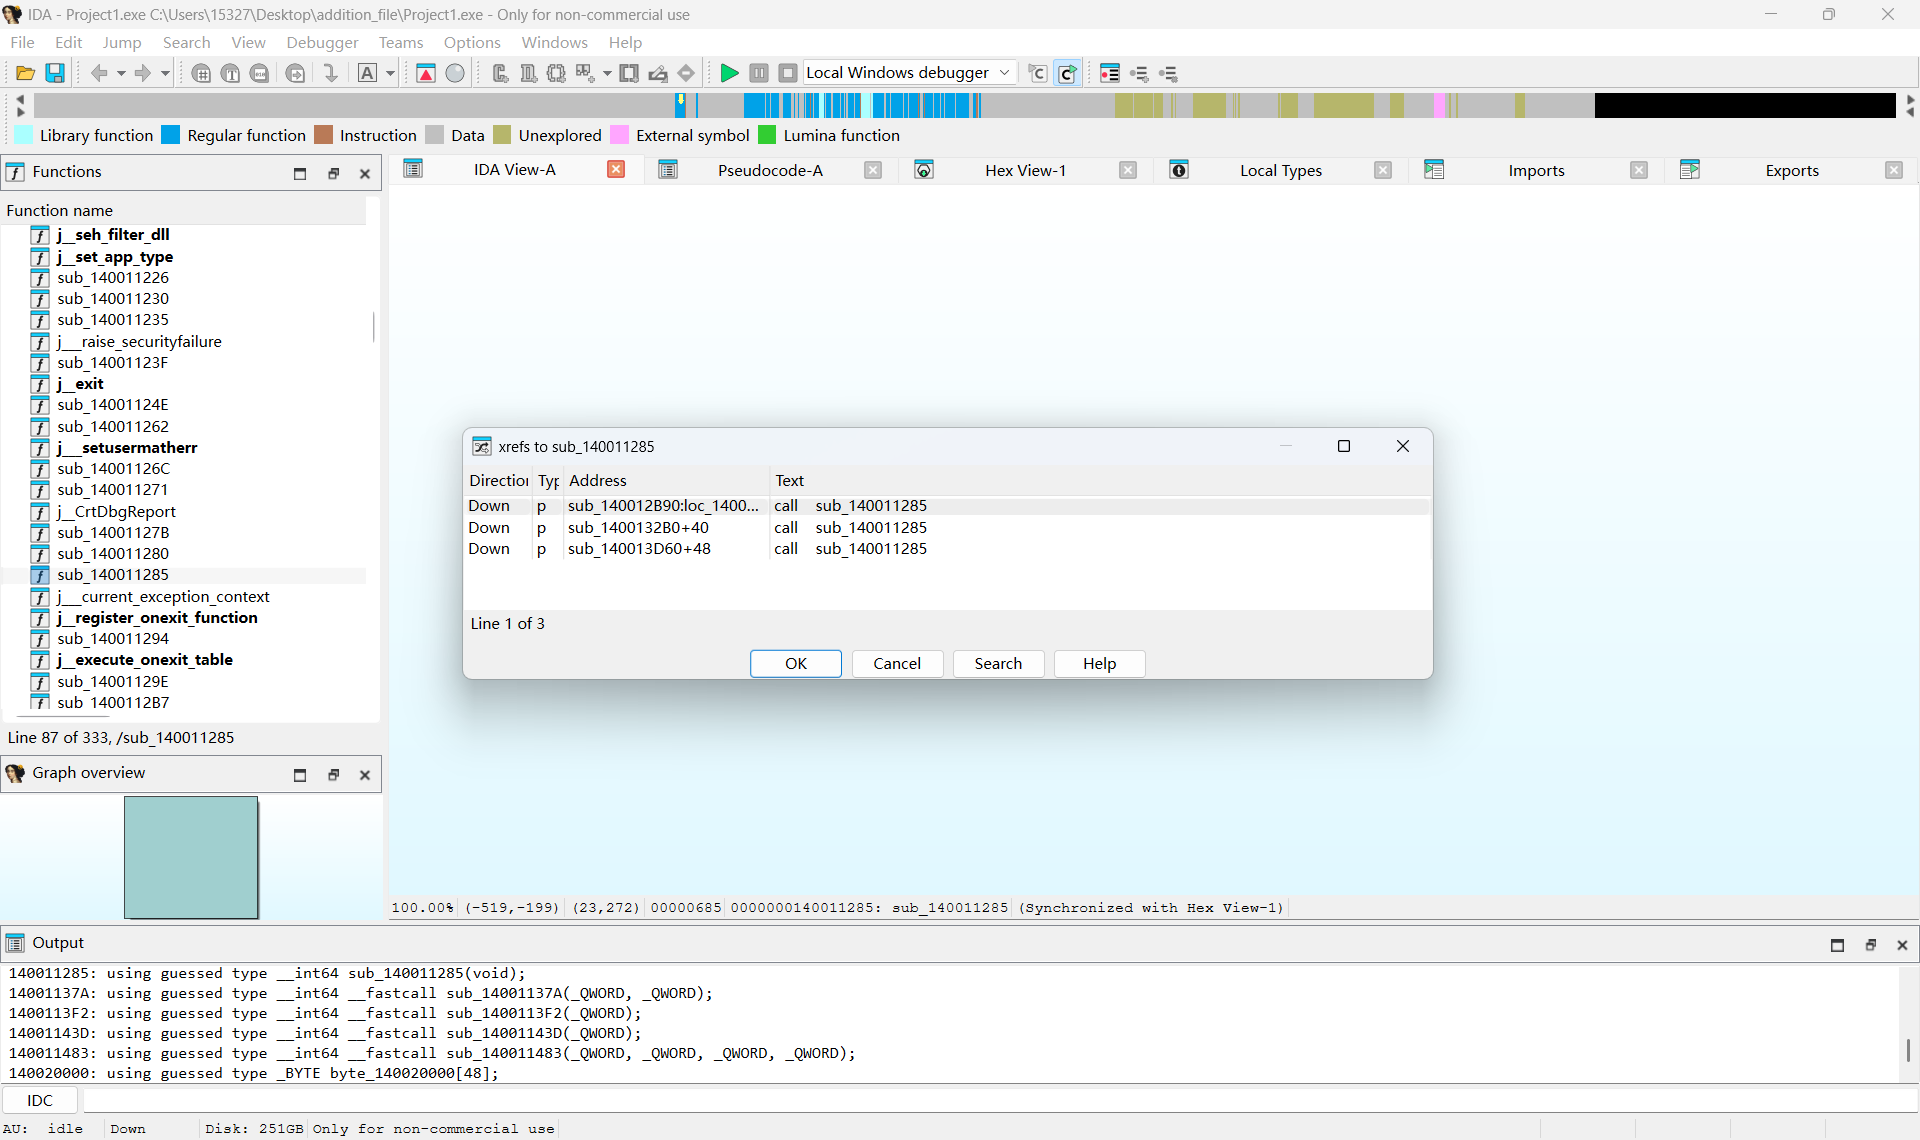 IDA - Project1.exe C:\Users\15327\Desktop\addition_file\Project1.exe - Only for non-commercial use
File Edit Jump Search View Debugger Teams Options Windows Help
Local Windows debugger
Library function Regular function Instruction Data Unexplored External symbol Lumina function
Functions
Function name
j__seh_filter_dll
j__set_app_type
sub_140011226
sub_140011230
sub_140011235
j___raise_securityfailure
sub_14001123F
j__exit
sub_14001124E
sub_140011262
j___setusermatherr
sub_14001126C
sub_140011271
j__CrtDbgReport
sub_14001127B
sub_140011280
sub_140011285
j___current_exception_context
j__register_onexit_function
sub_140011294
j__execute_onexit_table
sub_14001129E
sub_1400112B7
Line 87 of 333, /sub_140011285
Graph overview
IDA View-A Pseudocode-A Hex View-1 Local Types Imports Exports
xrefs to sub_140011285
Directior Typ Address Text
Down p sub_140012B90:loc_1400... call sub_140011285
Down p sub_1400132B0+40 call sub_140011285
Down p sub_140013D60+48 call sub_140011285
Line 1 of 3
OK Cancel Search Help
100.00% (-519,-199) (23,272) 00000685 0000000140011285: sub_140011285 (Synchronized with Hex View-1)
Output
140011285: using guessed type __int64 sub_140011285(void);
14001137A: using guessed type __int64 __fastcall sub_14001137A(_QWORD, _QWORD);
1400113F2: using guessed type __int64 __fastcall sub_1400113F2(_QWORD);
14001143D: using guessed type __int64 __fastcall sub_14001143D(_QWORD);
140011483: using guessed type __int64 __fastcall sub_140011483(_QWORD, _QWORD, _QWORD, _QWORD);
140020000: using guessed type _BYTE byte_140020000[48];
IDC
AU: idle Down Disk: 251GB Only for non-commercial use